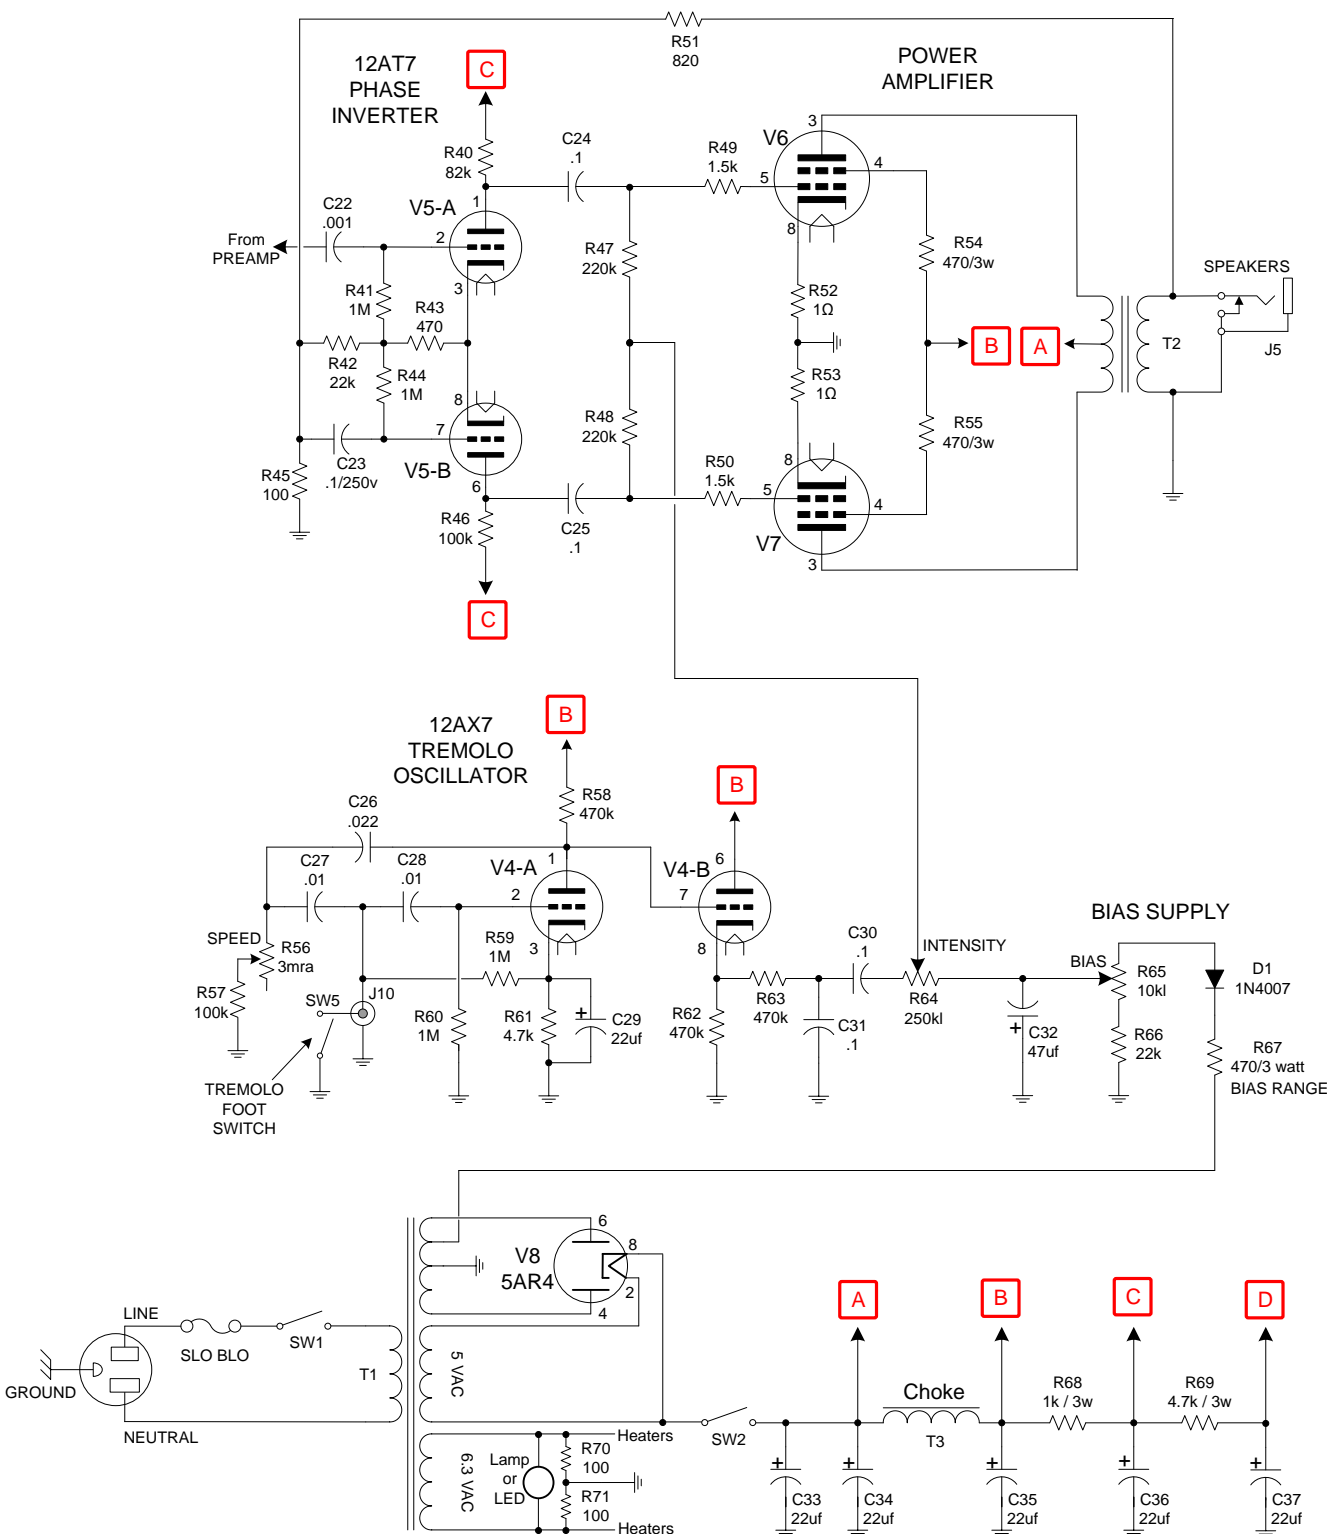 R51
820
12AT7
PHASE
INVERTER
C
POWER
AMPLIFIER
R40
82k
C24
.1
R49
1.5k
V6
3
4
5
8
C22
.001
V5-A
1
2
3
From
PREAMP
R47
220k
R54
470/3w
SPEAKERS
R41
1M
R43
470
R52
1Ω
B
A
T2
J5
R42
22k
R44
1M
R53
1Ω
R48
220k
R55
470/3w
8
7
6
V5-B
R45
100
C23
.1/250v
R50
1.5k
8
5
4
3
V7
R46
100k
C25
.1
C
12AX7
TREMOLO
OSCILLATOR
B
R58
470k
B
C26
.022
C27
.01
C28
.01
V4-A
1
2
3
V4-B
6
7
8
BIAS SUPPLY
SPEED
R56
3mra
R59
1M
C30
.1
INTENSITY
BIAS
R65
10kl
D1
1N4007
R57
100k
SW5
J10
R60
1M
R61
4.7k
+
C29
22uf
R62
470k
R63
470k
C31
.1
R64
250kl
+
C32
47uf
R66
22k
R67
470/3 watt
BIAS RANGE
TREMOLO
FOOT
SWITCH
V8
5AR4
6
8
2
4
LINE
SLO BLO
SW1
T1
5 VAC
GROUND
NEUTRAL
A
B
C
D
Choke
T3
R68
1k / 3w
R69
4.7k / 3w
SW2
6.3 VAC
Lamp
or
LED
Heaters
R70
100
R71
100
Heaters
+
C33
22uf
+
C34
22uf
+
C35
22uf
+
C36
22uf
+
C37
22uf